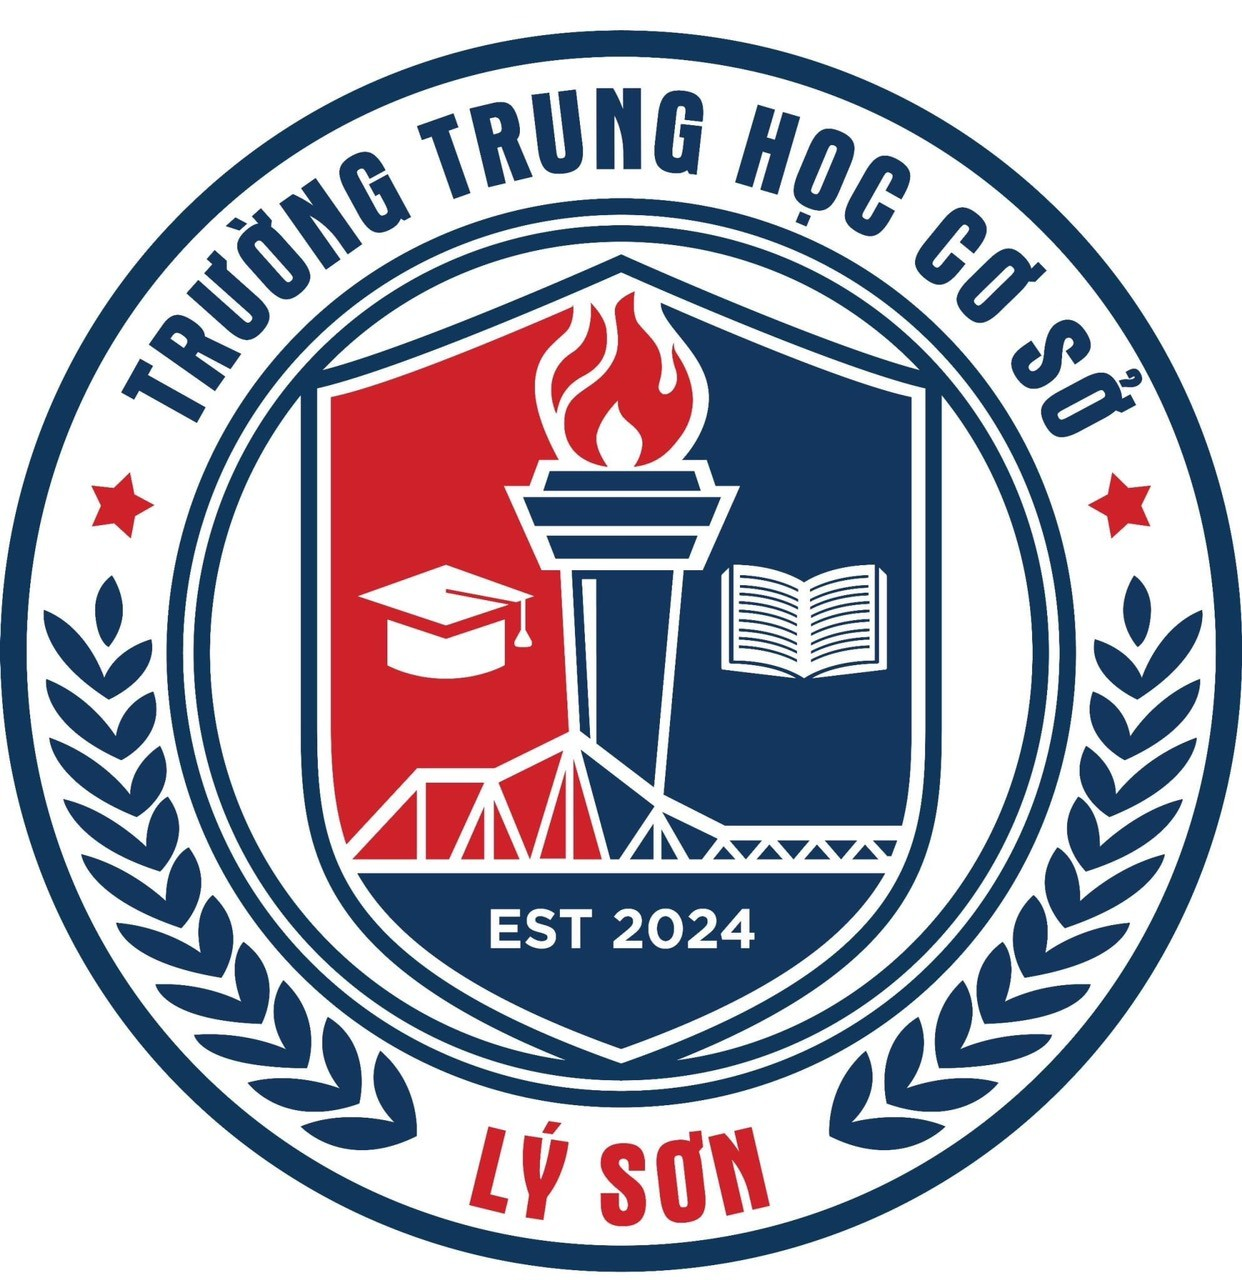 TRƯỜNG TRUNG HỌC CƠ SỞ
EST 2024
LÝ SƠN